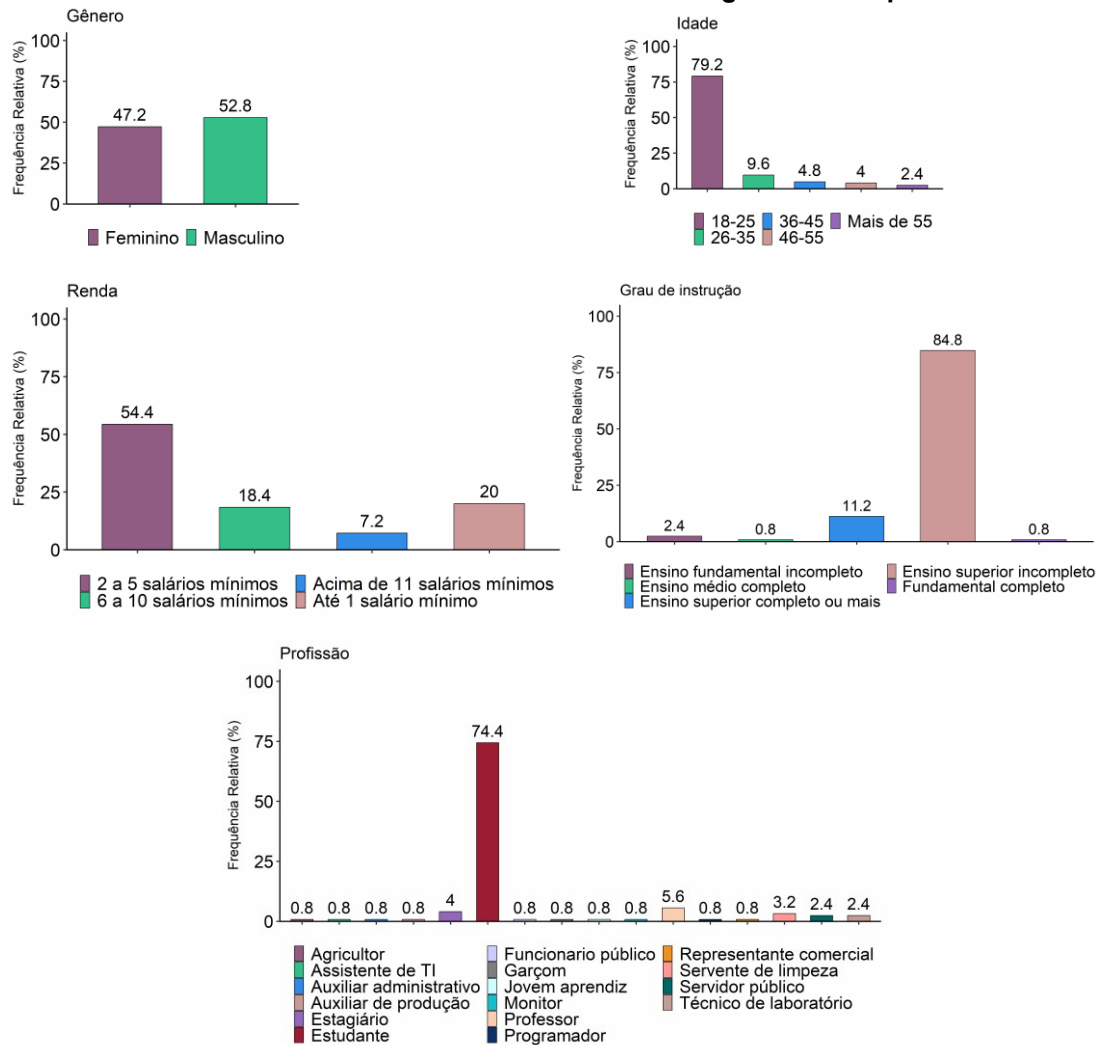 Gênero
Frequência Relativa (%)
100
75
50
25
0
47.2
52.8
Feminino Masculino
Idade
Frequência Relativa (%)
100
75
50
25
0
79.2
9.6
4.8
4
2.4
18-25 36-45 Mais de 55
26-35 46-55
Renda
Frequência Relativa (%)
100
75
50
25
0
54.4
18.4
7.2
20
2 a 5 salários mínimos Acima de 11 salários mínimos
6 a 10 salários mínimos Até 1 salário mínimo
Grau de instrução
Frequência Relativa (%)
100
75
50
25
0
2.4
0.8
11.2
84.8
0.8
Ensino fundamental incompleto Ensino superior incompleto
Ensino médio completo Fundamental completo
Ensino superior completo ou mais
Profissão
Frequência Relativa (%)
100
75
50
25
0
0.8 0.8 0.8 0.8 4 74.4 0.8 0.8 0.8 0.8 5.6 0.8 0.8 3.2 2.4 2.4
Agricultor Funcionario público Representante comercial
Assistente de TI Garçom Servente de limpeza
Auxiliar administrativo Jovem aprendiz Servidor público
Auxiliar de produção Monitor Técnico de laboratório
Estagiário Professor
Estudante Programador